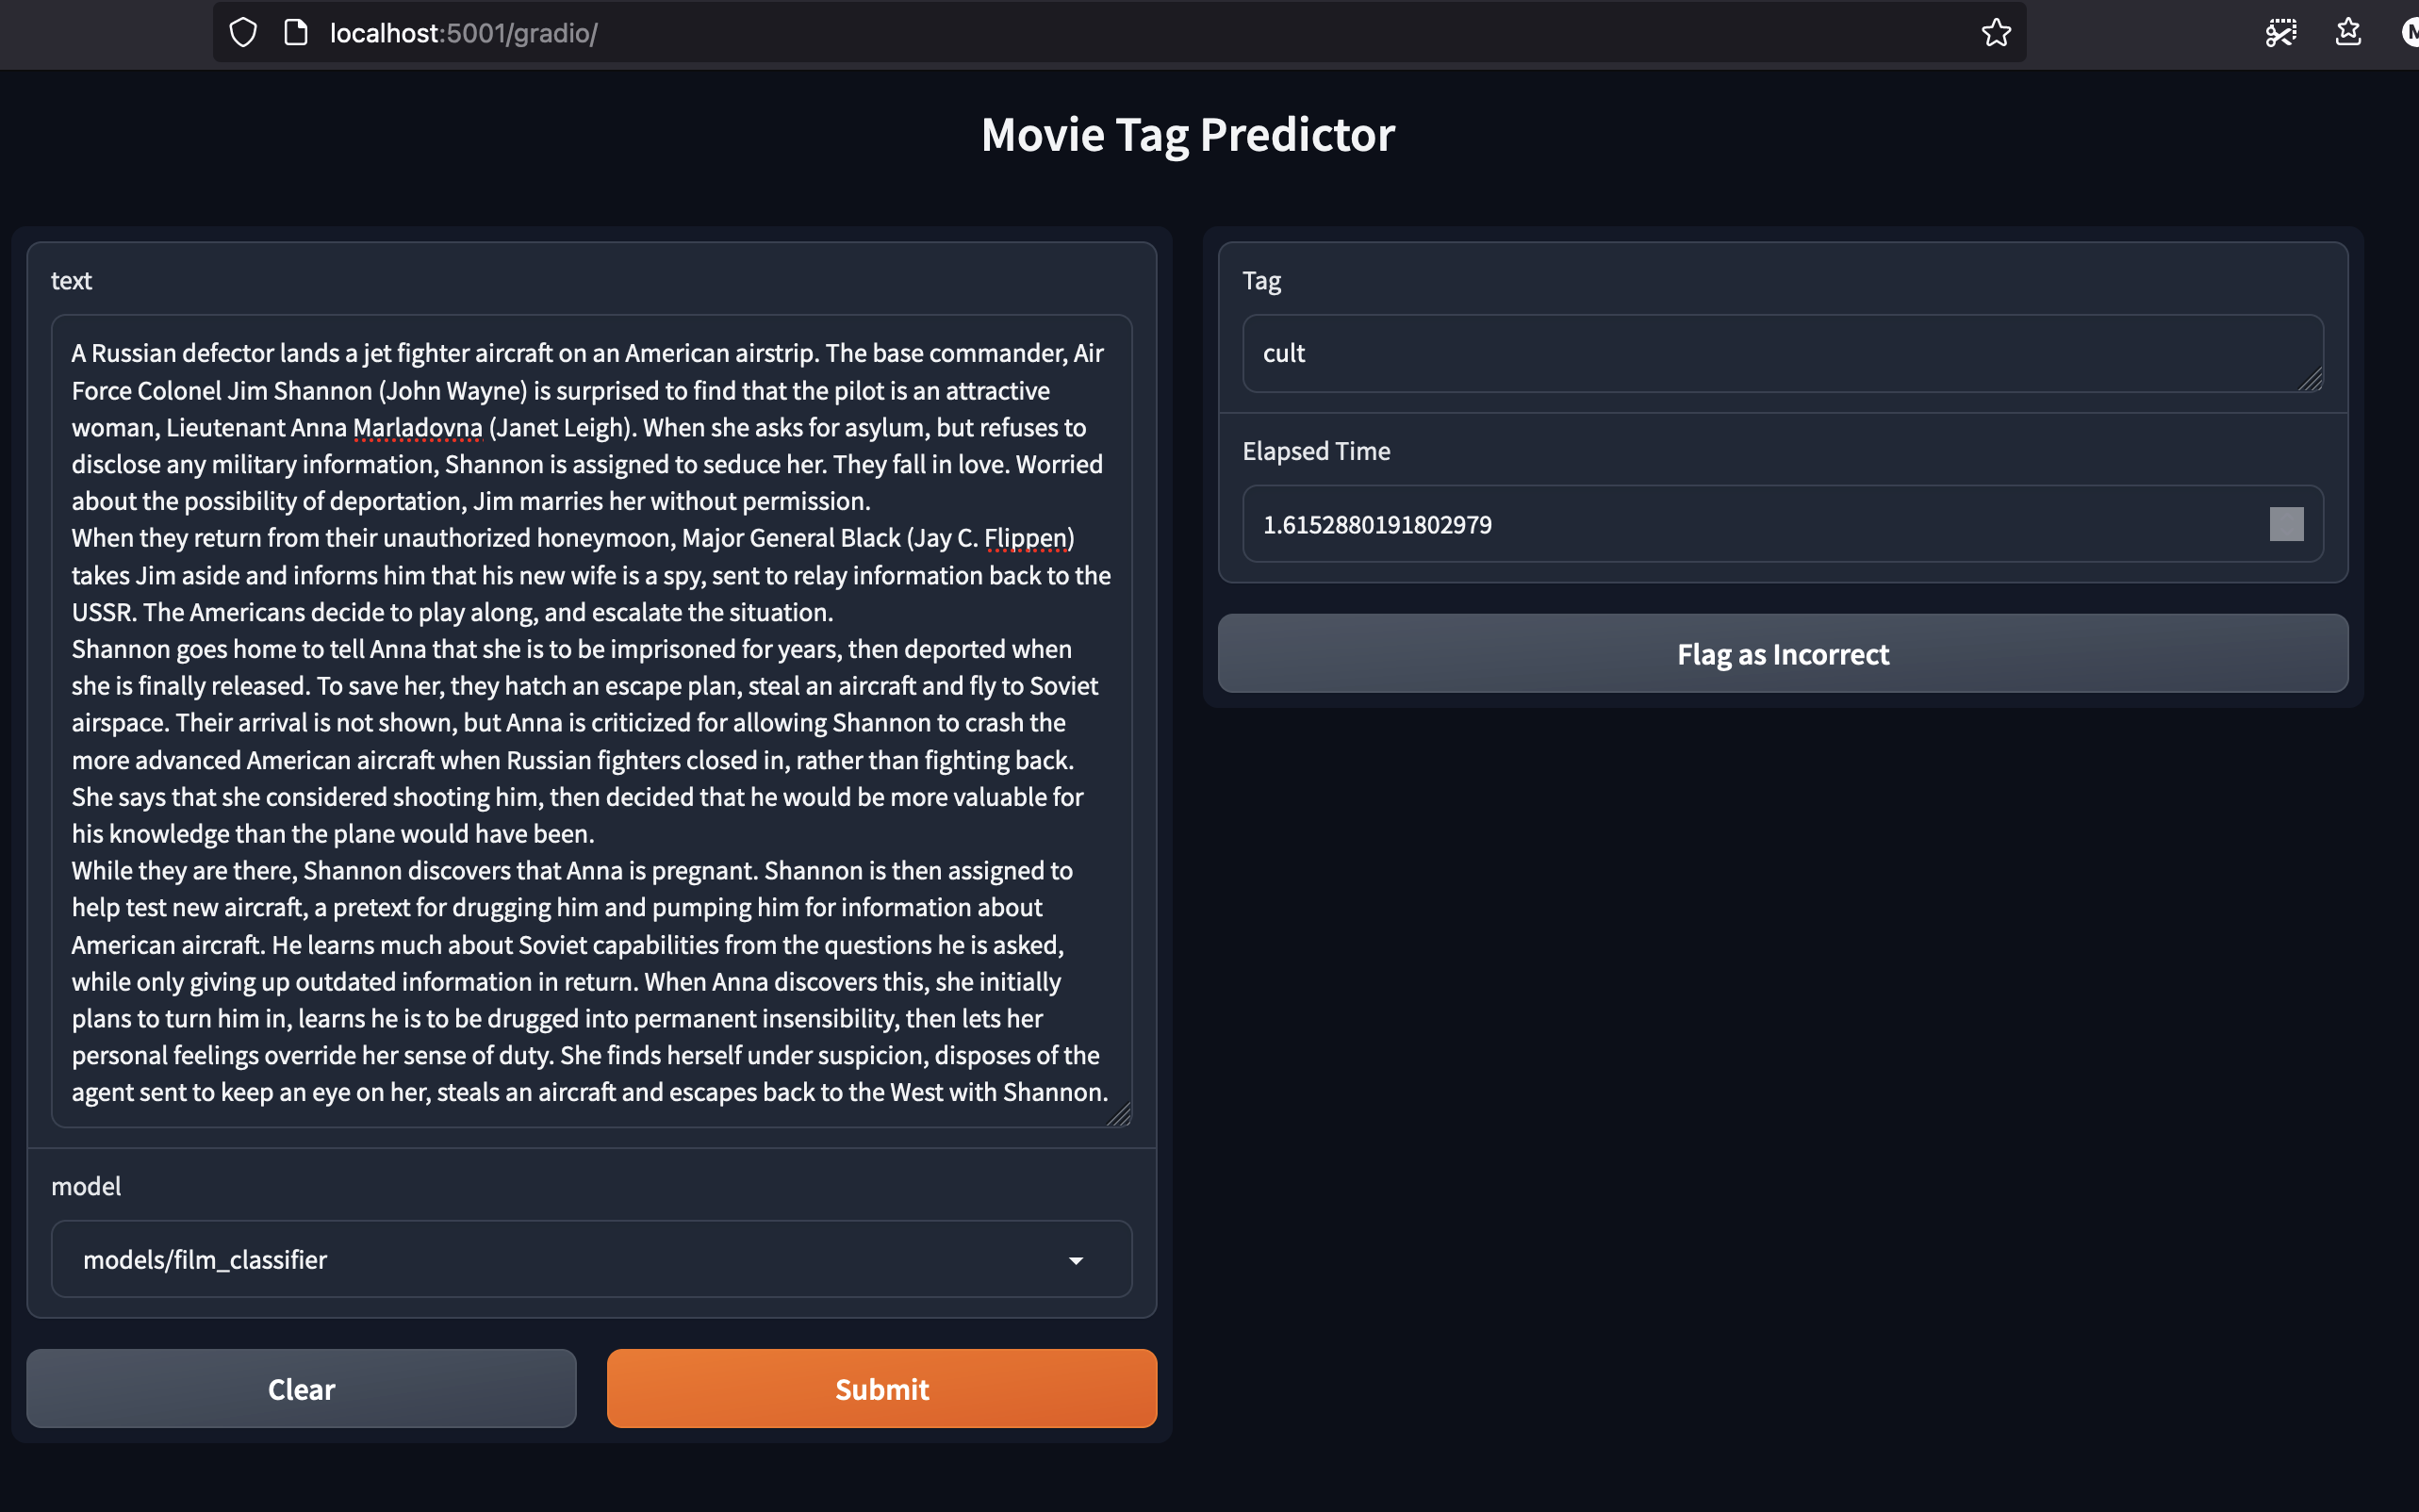 localhost:5001/gradio/
Movie Tag Predictor
text
A Russian defector lands a jet fighter aircraft on an American airstrip. The base commander, Air
Force Colonel Jim Shannon (John Wayne) is surprised to find that the pilot is an attractive
woman, Lieutenant Anna Marladovna (Janet Leigh). When she asks for asylum, but refuses to
disclose any military information, Shannon is assigned to seduce her. They fall in love. Worried
about the possibility of deportation, Jim marries her without permission.
When they return from their unauthorized honeymoon, Major General Black (Jay C. Flippen)
takes Jim aside and informs him that his new wife is a spy, sent to relay information back to the
USSR. The Americans decide to play along, and escalate the situation.
Shannon goes home to tell Anna that she is to be imprisoned for years, then deported when
she is finally released. To save her, they hatch an escape plan, steal an aircraft and fly to Soviet
airspace. Their arrival is not shown, but Anna is criticized for allowing Shannon to crash the
more advanced American aircraft when Russian fighters closed in, rather than fighting back.
She says that she considered shooting him, then decided that he would be more valuable for
his knowledge than the plane would have been.
While they are there, Shannon discovers that Anna is pregnant. Shannon is then assigned to
help test new aircraft, a pretext for drugging him and pumping him for information about
American aircraft. He learns much about Soviet capabilities from the questions he is asked,
while only giving up outdated information in return. When Anna discovers this, she initially
plans to turn him in, learns he is to be drugged into permanent insensibility, then lets her
personal feelings override her sense of duty. She finds herself under suspicion, disposes of the
agent sent to keep an eye on her, steals an aircraft and escapes back to the West with Shannon.
model
models/film_classifier
Clear
Submit
Tag
cult
Elapsed Time
1.6152880191802979
Flag as Incorrect